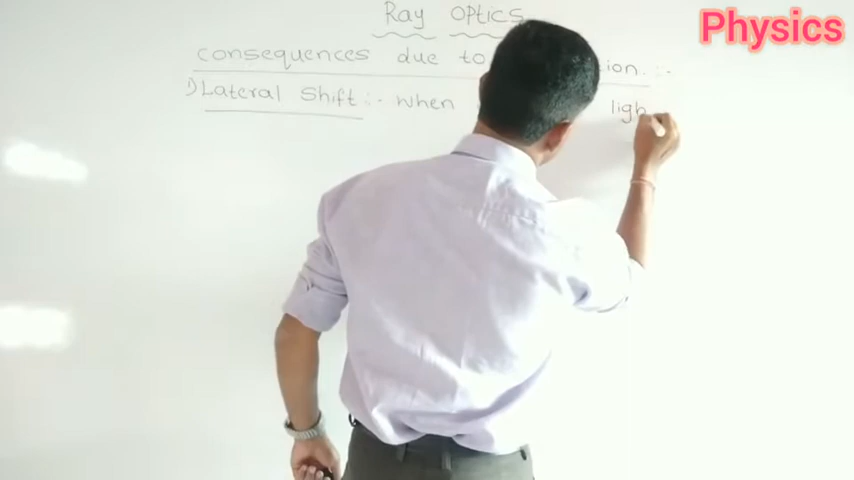 Physics
Ray Optics
consequences due to ion. :-
1) Lateral Shift :- when ligh